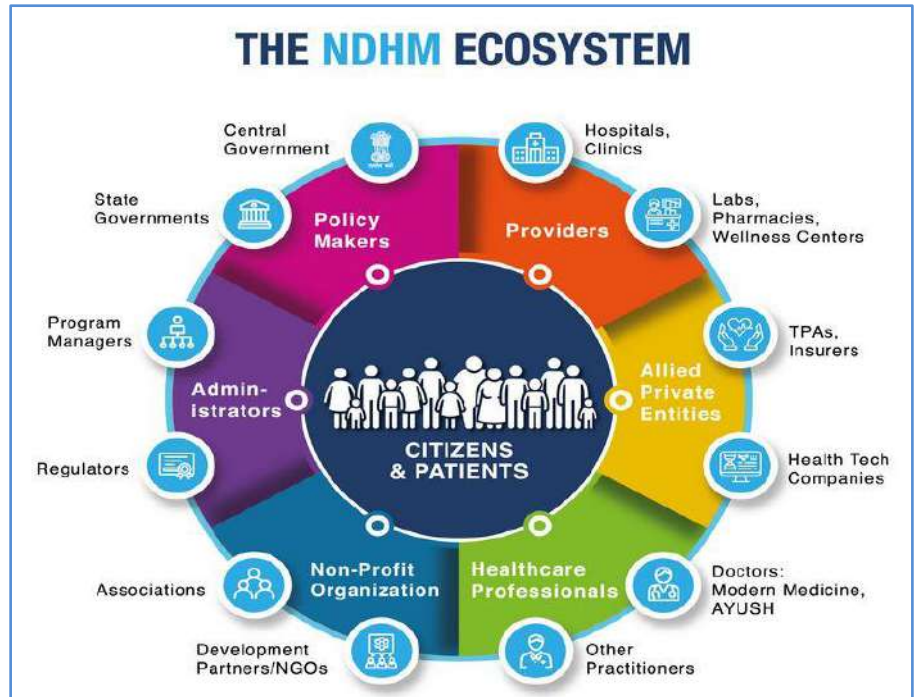 THE NDHM ECOSYSTEM
Central
Government
Hospitals,
Clinics
State
Governments
Policy
Makers
Providers
Labs,
Pharmacies,
Wellness Centers
Program
Managers
Admin-
istrators
TPAs,
Insurers
Allied
Private
Entities
CITIZENS
& PATIENTS
Regulators
Health Tech
Companies
Non-Profit
Organization
Healthcare
Professionals
Associations
Doctors:
Modern Medicine,
AYUSH
Development
Partners/NGOs
Other
Practitioners